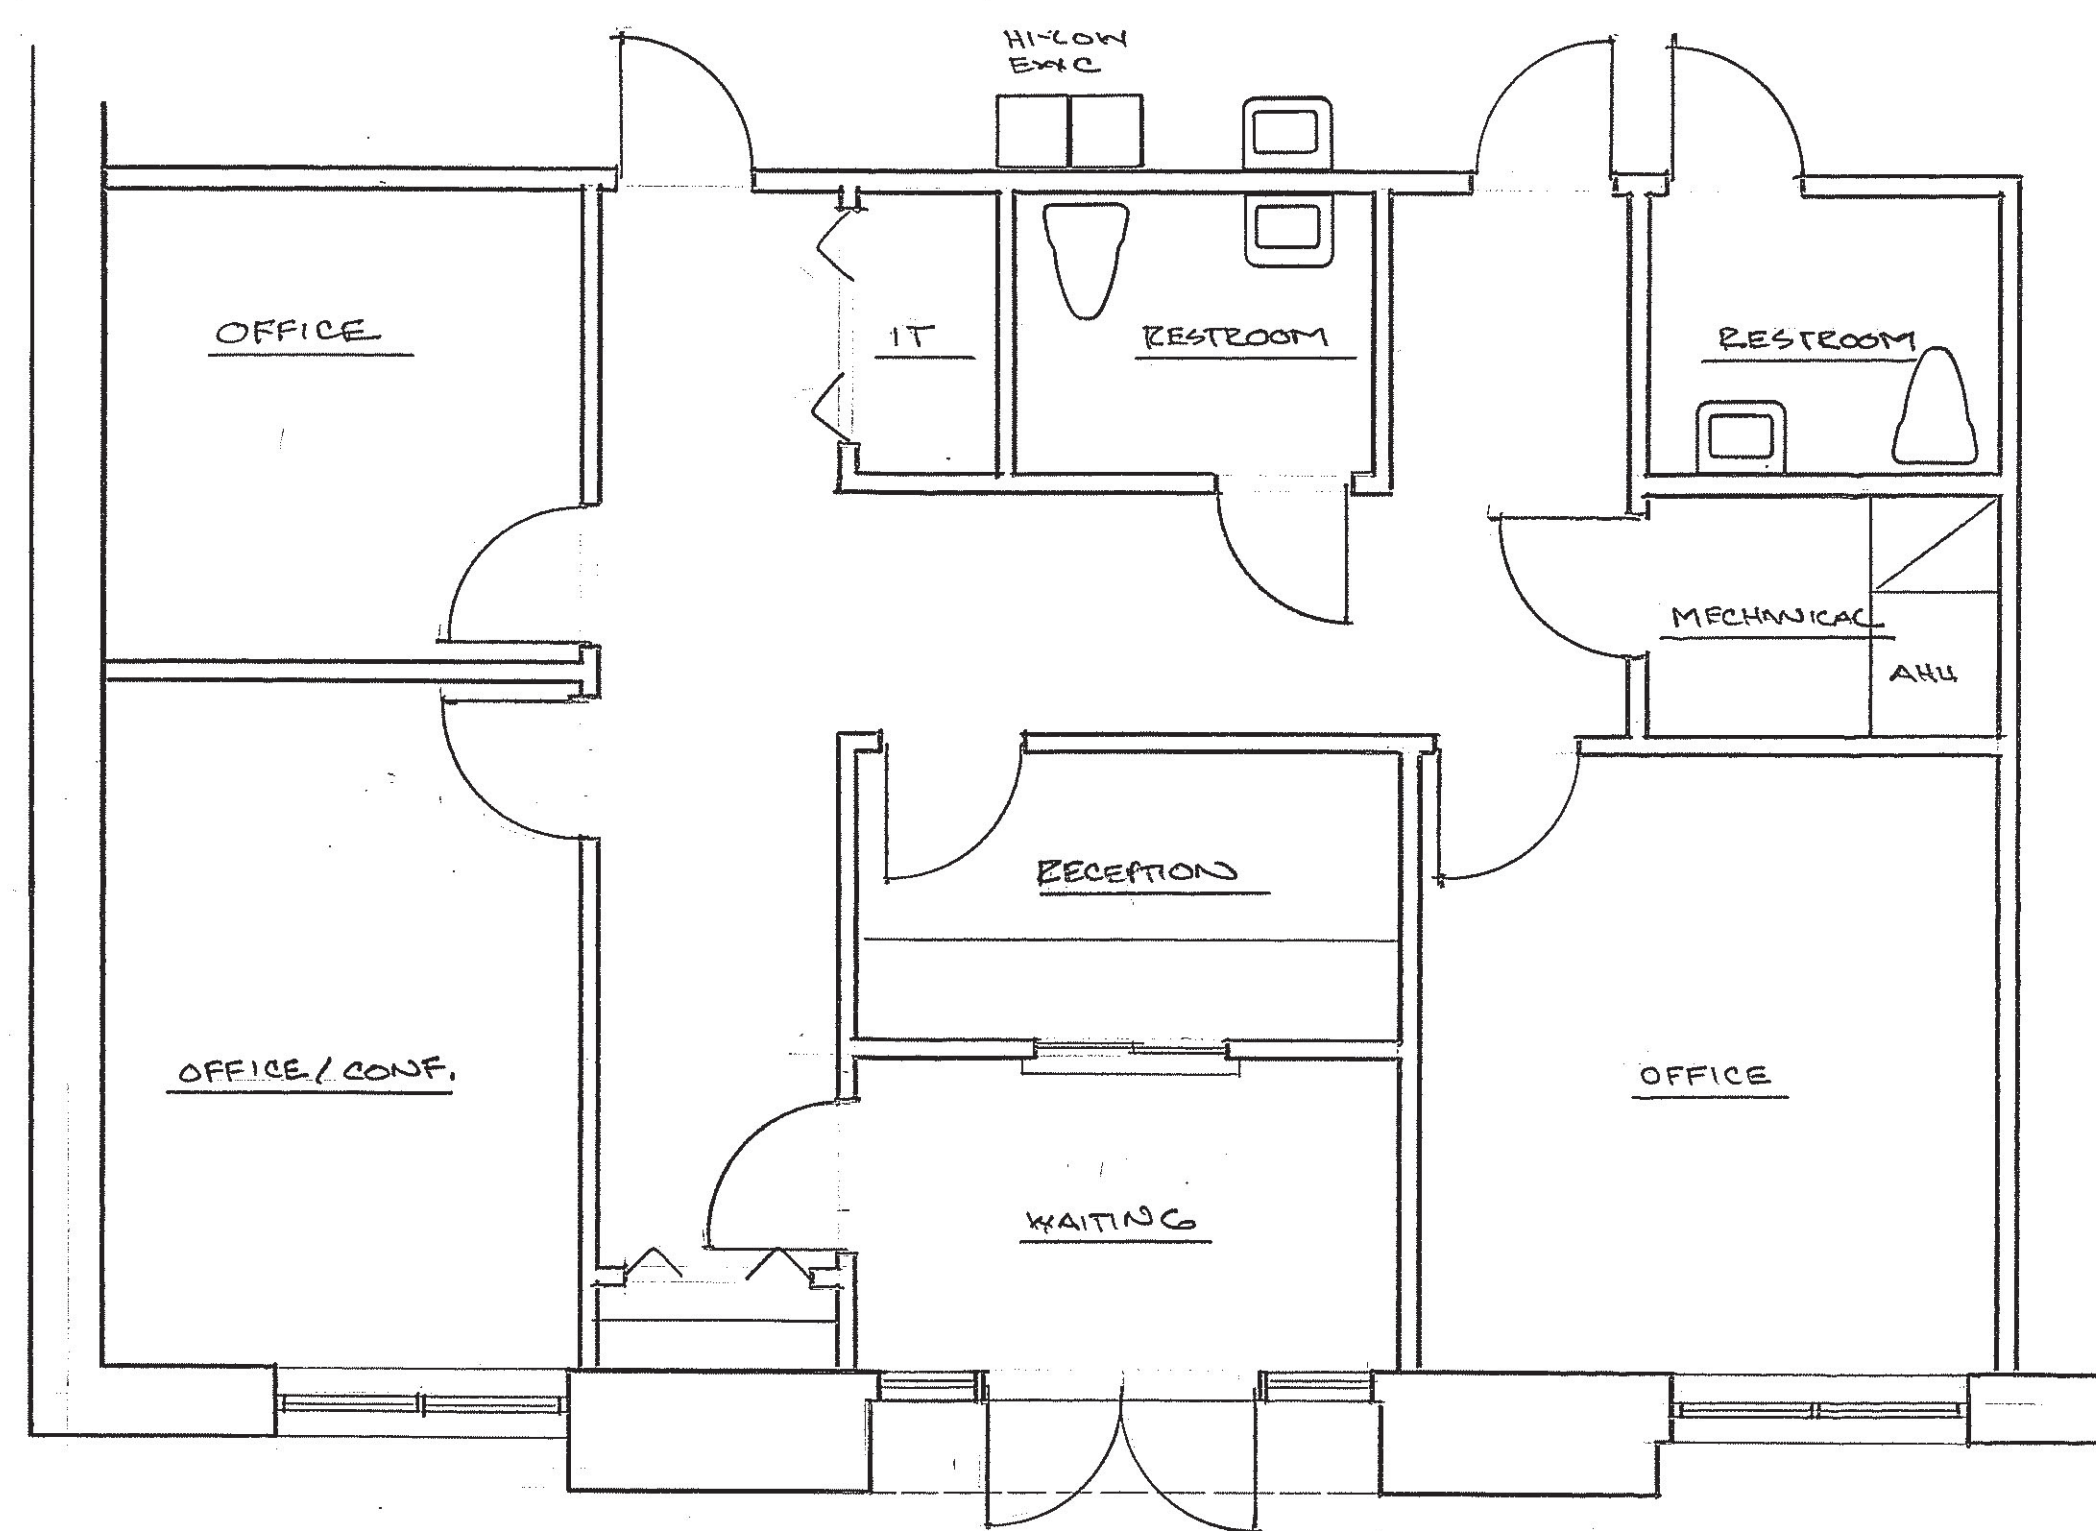 HI-LOW
EWC
OFFICE
IT
RESTROOM
RESTROOM
MECHANICAL
AHU
RECEPTION
OFFICE/CONF.
OFFICE
WAITING